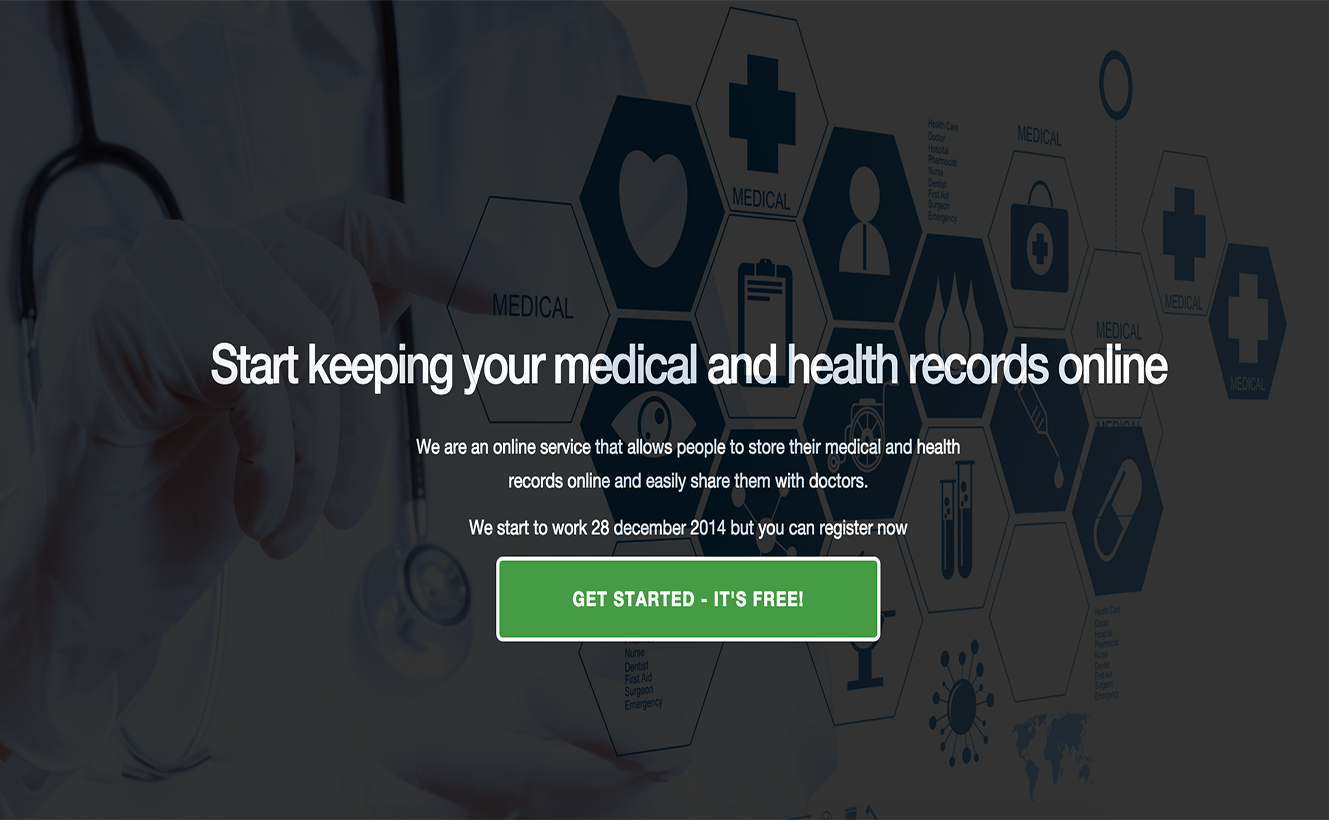 MEDICAL
Health Care
Doctor
Hospital
Pharmacist
Nurse
Dentist
First Aid
Surgeon
Emergency
MEDICAL
MEDICAL
MEDICAL
MEDICAL
MEDICAL
Start keeping your medical and health records online
We are an online service that allows people to store their medical and health
records online and easily share them with doctors.
We start to work 28 december 2014 but you can register now
GET STARTED - IT'S FREE!
Nurse
Dentist
First Aid
Surgeon
Emergency
Health Care
Doctor
Hospital
Pharmacist
Nurse
Dentist
First Aid
Surgeon
Emergency